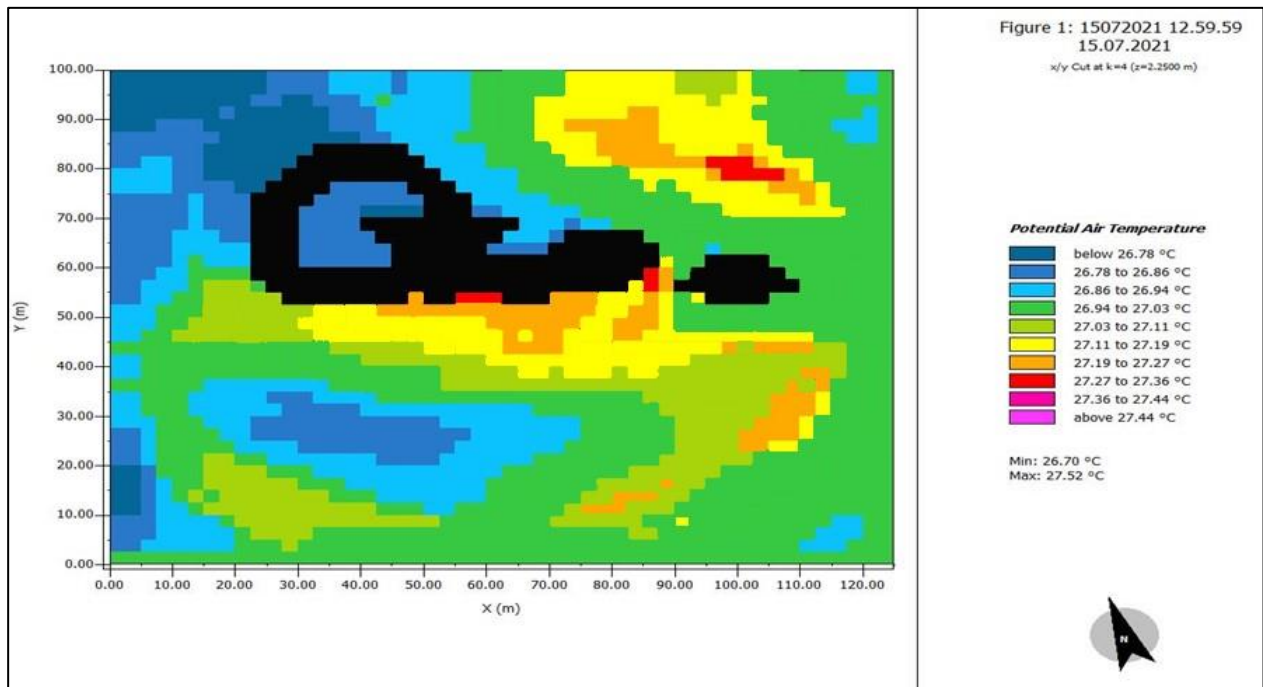 Figure 1: 15072021 12.59.59
15.07.2021
x/y Cut at k=4 (z=2.2500 m)
100.00
90.00
80.00
70.00
60.00
50.00
40.00
30.00
20.00
10.00
0.00
Y (m)
0.00 10.00 20.00 30.00 40.00 50.00 60.00 70.00 80.00 90.00 100.00 110.00 120.00
X (m)
Potential Air Temperature
below 26.78 °C
26.78 to 26.86 °C
26.86 to 26.94 °C
26.94 to 27.03 °C
27.03 to 27.11 °C
27.11 to 27.19 °C
27.19 to 27.27 °C
27.27 to 27.36 °C
27.36 to 27.44 °C
above 27.44 °C
Min: 26.70 °C
Max: 27.52 °C
N